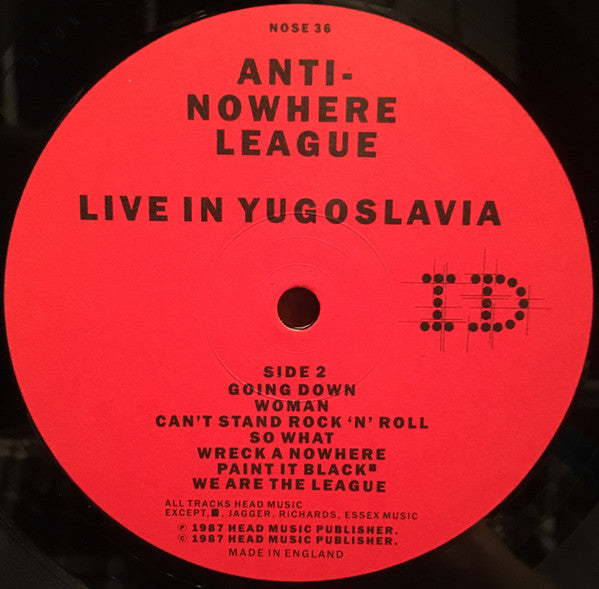 NOSE 36
ANTI-
NOWHERE
LEAGUE
LIVE IN YUGOSLAVIA
ID
SIDE 2
GOING DOWN
WOMAN
CAN'T STAND ROCK 'N' ROLL
SO WHAT
WRECK A NOWHERE
PAINT IT BLACK■
WE ARE THE LEAGUE
ALL TRACKS HEAD MUSIC
EXCEPT,■, JAGGER, RICHARDS, ESSEX MUSIC
℗ 1987 HEAD MUSIC PUBLISHER.
© 1987 HEAD MUSIC PUBLISHER.
MADE IN ENGLAND